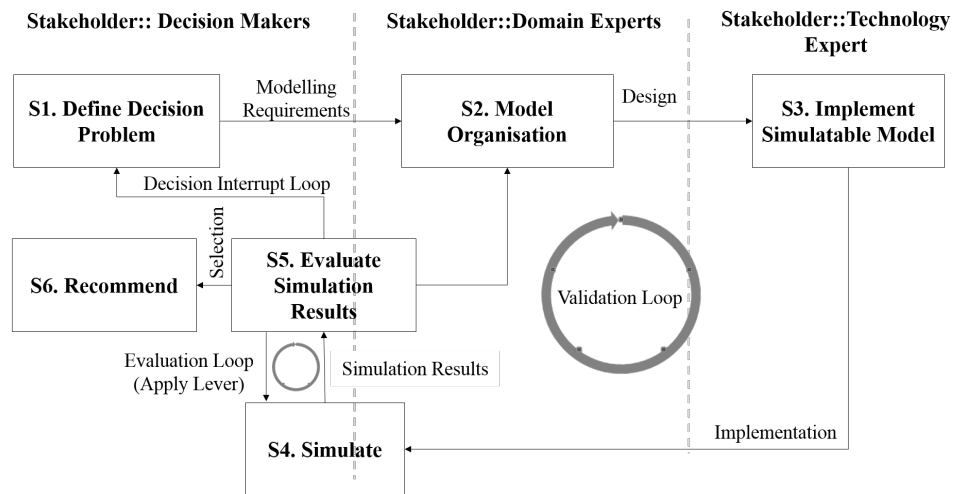 Stakeholder:: Decision Makers
Stakeholder::Domain Experts
Stakeholder::Technology
Expert
S1. Define Decision
Problem
Modelling
Requirements
S2. Model
Organisation
Design
S3. Implement
Simulatable Model
Decision Interrupt Loop
S6. Recommend
Selection
S5. Evaluate
Simulation
Results
Validation Loop
Evaluation Loop
(Apply Lever)
Simulation Results
S4. Simulate
Implementation